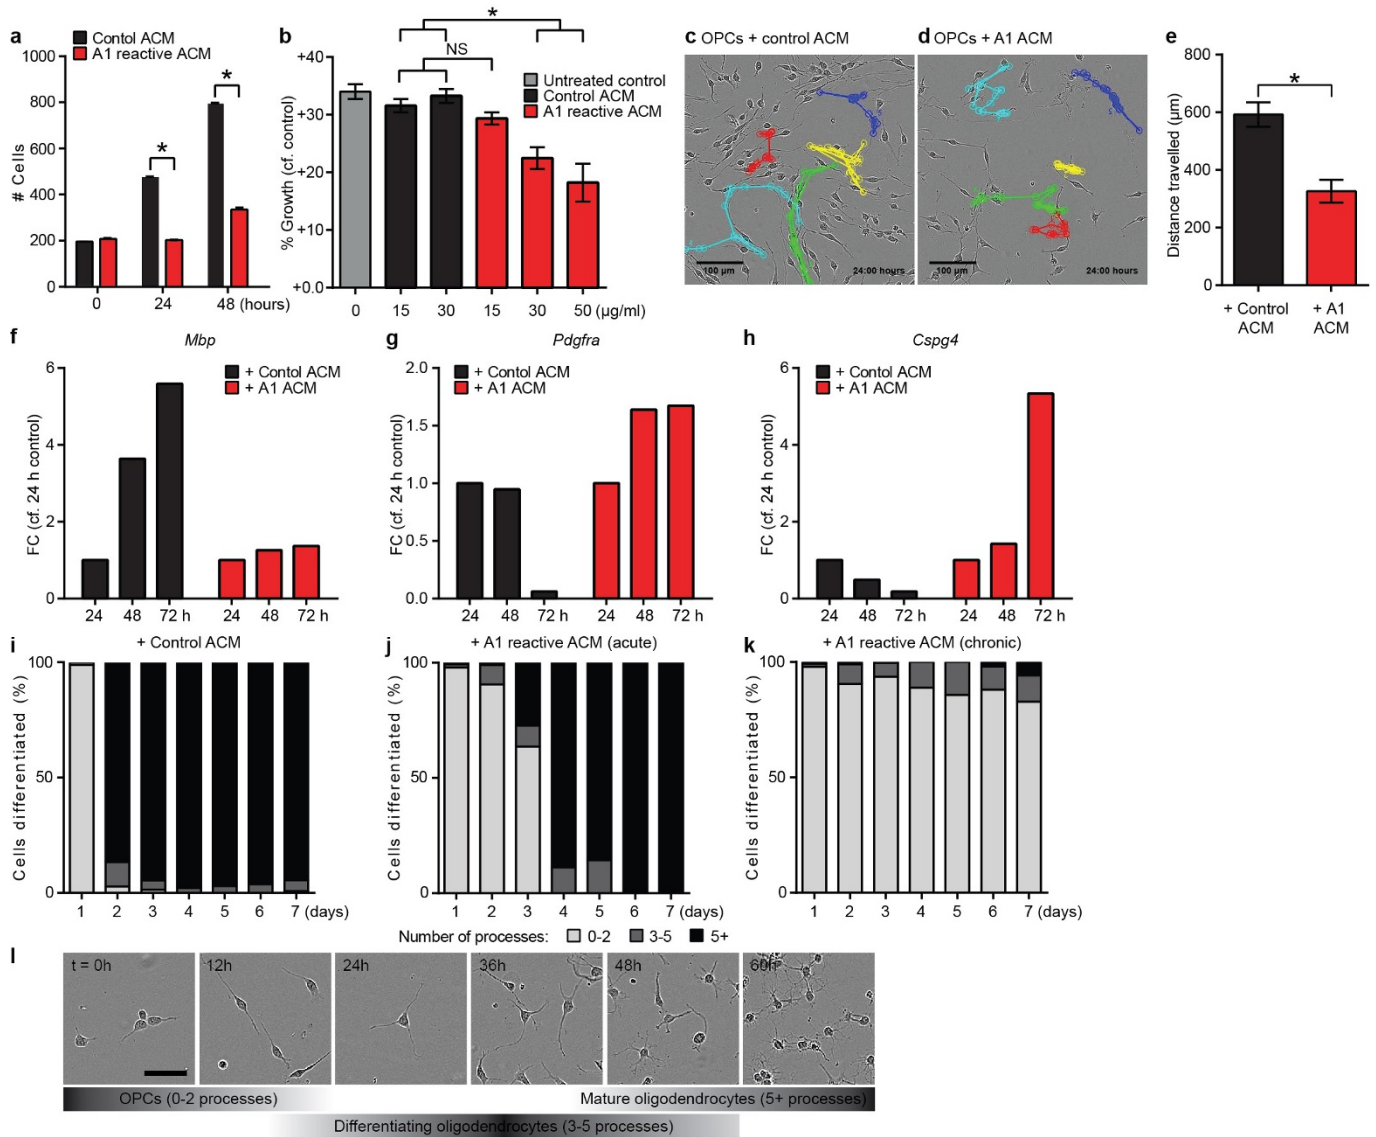 a
Contol ACM
A1 reactive ACM
1000
800
600
400
200
0
# Cells
*
*
0 24 48 (hours)
b
*
NS
Untreated control
Control ACM
A1 reactive ACM
+40
+30
+20
+10
+0.0
% Growth (cf. control)
0 15 30 15 30 50 (µg/ml)
c OPCs + control ACM
100 µm
24:00 hours
d OPCs + A1 ACM
100 µm
24:00 hours
e
800
600
400
200
0
Distance travelled (µm)
*
+ Control
ACM
+ A1
ACM
f
Mbp
+ Contol ACM
+ A1 ACM
6
4
2
0
FC (cf. 24 h control)
24 48 72 h 24 48 72 h
g
Pdgfra
+ Contol ACM
+ A1 ACM
2.0
1.5
1.0
0.5
0.0
FC (cf. 24 h control)
24 48 72 h 24 48 72 h
h
Cspg4
+ Contol ACM
+ A1 ACM
6
4
2
0
FC (cf. 24 h control)
24 48 72 h 24 48 72 h
i
+ Control ACM
100
50
0
Cells differentiated (%)
1 2 3 4 5 6 7 (days)
j
+ A1 reactive ACM (acute)
100
50
0
Cells differentiated (%)
1 2 3 4 5 6 7 (days)
k
+ A1 reactive ACM (chronic)
100
50
0
Cells differentiated (%)
1 2 3 4 5 6 7 (days)
Number of processes: 0-2 3-5 5+
l
t = 0h 12h 24h 36h 48h 60h
OPCs (0-2 processes)
Mature oligodendrocytes (5+ processes)
Differentiating oligodendrocytes (3-5 processes)